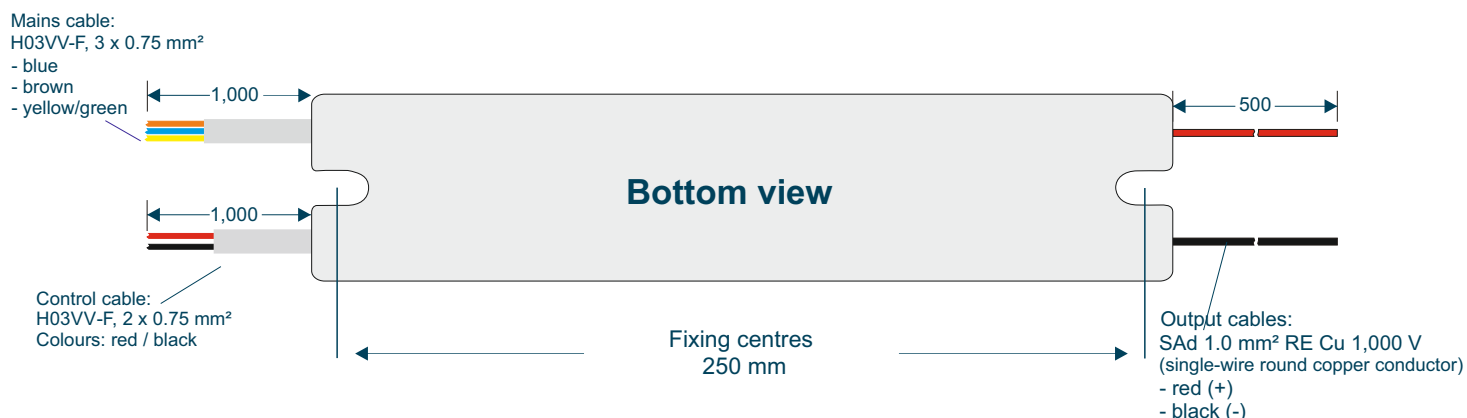 Mains cable:
H03VV-F, 3 x 0.75 mm²
- blue
- brown
- yellow/green
1,000
500
Bottom view
1,000
Control cable:
H03VV-F, 2 x 0.75 mm²
Colours: red / black
Fixing centres
250 mm
Output cables:
SAd 1.0 mm² RE Cu 1,000 V
(single-wire round copper conductor)
- red (+)
- black (-)